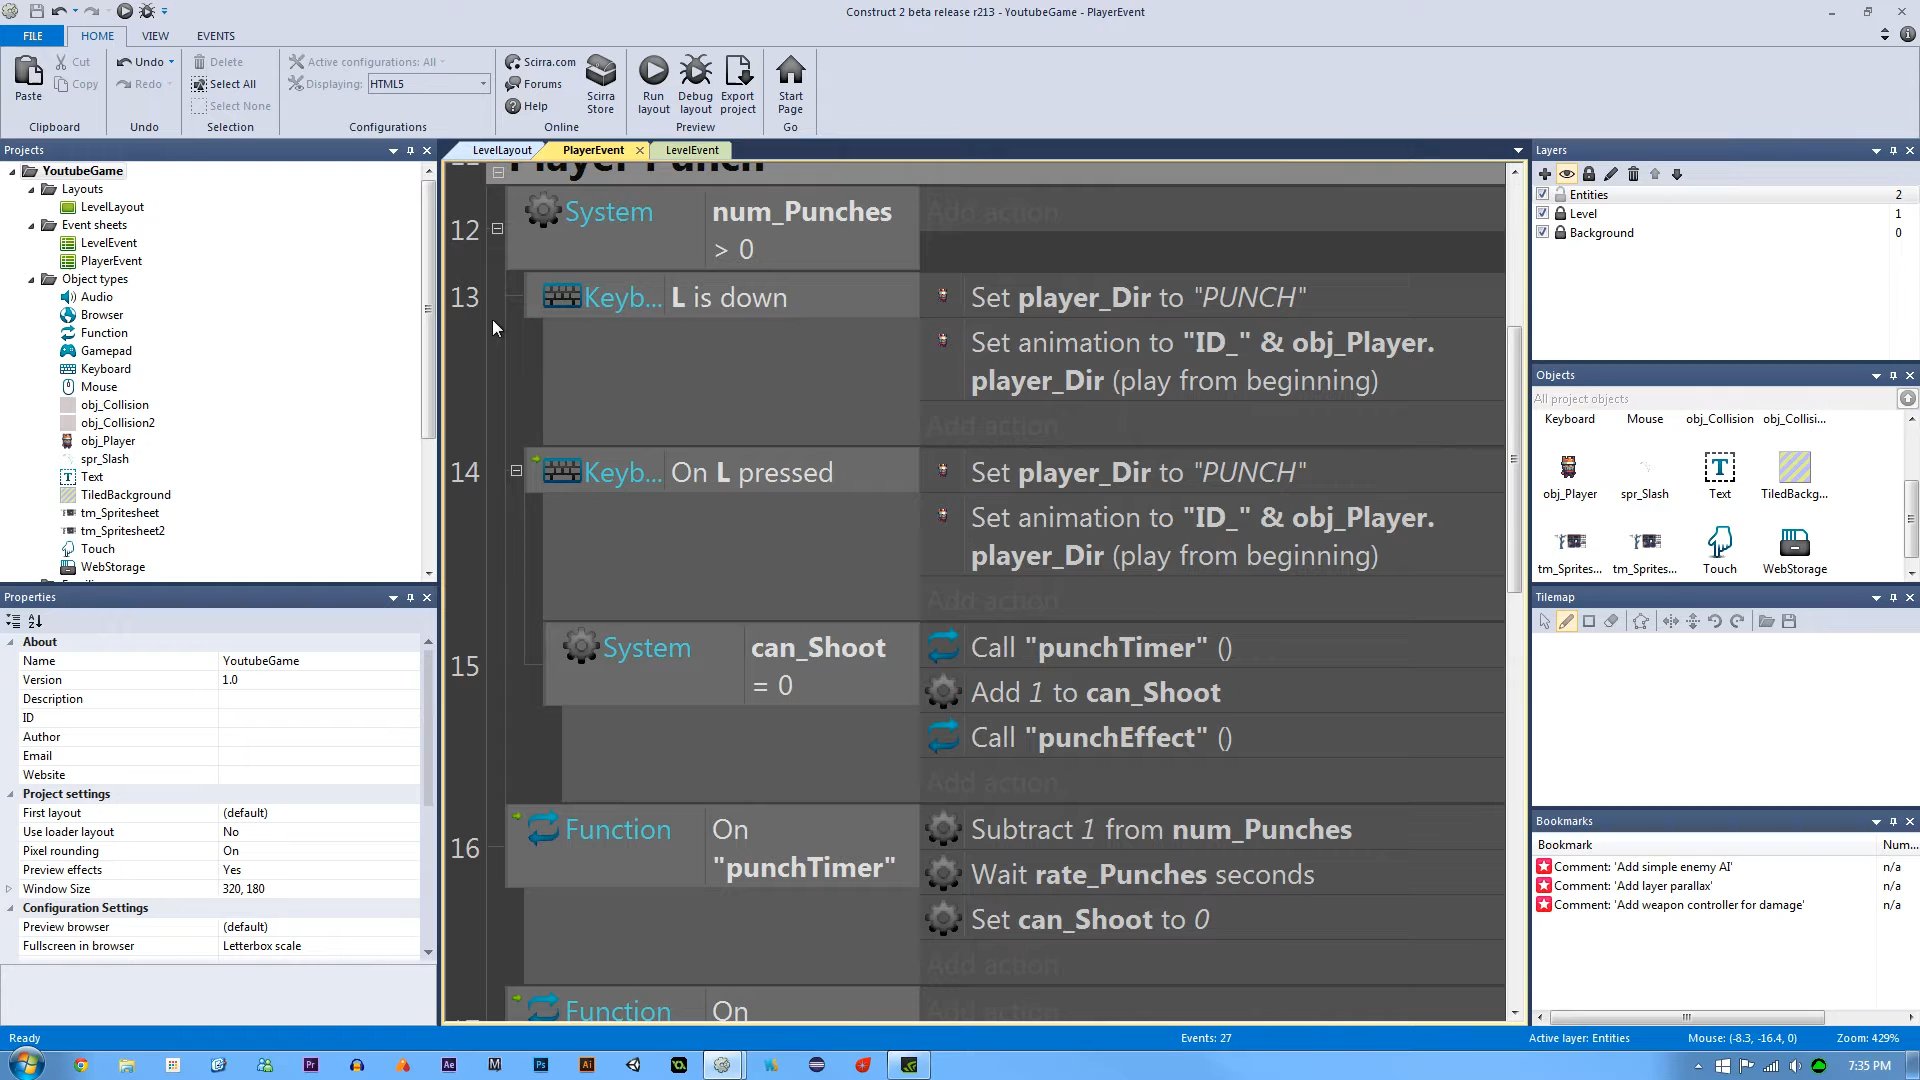 Construct 2 beta release r213 - YoutubeGame - PlayerEvent
FILE HOME VIEW EVENTS
Paste Cut Copy
Clipboard
Undo Redo
Undo
Delete Select All Select None
Selection
Active configurations: All
Displaying: HTML5
Configurations
Scirra.com Forums Help
Scirra Store
Online
Run layout Debug layout Export project
Preview
Start Page
Go
Projects
YoutubeGame
Layouts
LevelLayout
Event sheets
LevelEvent
PlayerEvent
Object types
Audio
Browser
Function
Gamepad
Keyboard
Mouse
obj_Collision
obj_Collision2
obj_Player
spr_Slash
Text
TiledBackground
tm_Spritesheet
tm_Spritesheet2
Touch
WebStorage
Properties
About
Name YoutubeGame
Version 1.0
Description
ID
Author
Email
Website
Project settings
First layout (default)
Use loader layout No
Pixel rounding On
Preview effects Yes
Window Size 320, 180
Configuration Settings
Preview browser (default)
Fullscreen in browser Letterbox scale
LevelLayout PlayerEvent LevelEvent
Player Punch
12 System num_Punches Add action
> 0
13 Keyb... L is down Set player_Dir to "PUNCH"
Set animation to "ID_" & obj_Player.
player_Dir (play from beginning)
Add action
14 Keyb... On L pressed Set player_Dir to "PUNCH"
Set animation to "ID_" & obj_Player.
player_Dir (play from beginning)
Add action
15 System can_Shoot Call "punchTimer" ()
= 0 Add 1 to can_Shoot
Call "punchEffect" ()
Add action
16 Function On Subtract 1 from num_Punches
"punchTimer" Wait rate_Punches seconds
Set can_Shoot to 0
Add action
Function On Add action
Layers
Entities 2
Level 1
Background 0
Objects
All project objects
Keyboard Mouse obj_Collision obj_Collisi...
obj_Player spr_Slash Text TiledBackg...
tm_Sprites... tm_Sprites... Touch WebStorage
Tilemap
Bookmarks
Bookmark Num...
Comment: 'Add simple enemy AI' n/a
Comment: 'Add layer parallax' n/a
Comment: 'Add weapon controller for damage' n/a
Ready Events: 27 Active layer: Entities Mouse: (-8.3, -16.4, 0) Zoom: 429%
7:35 PM